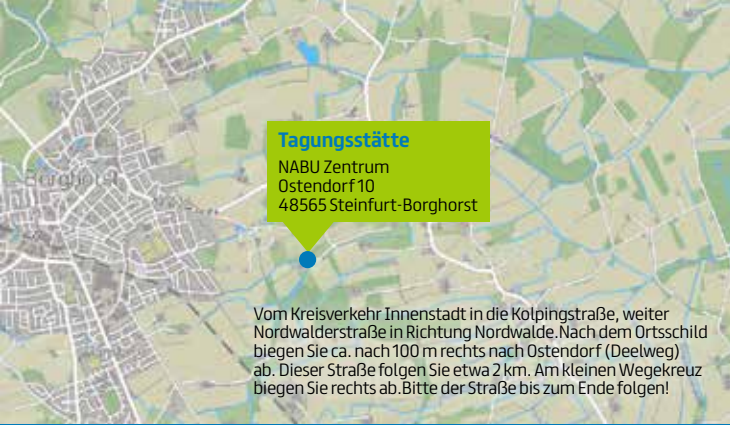 Borghorst
Tagungsstätte
NABU Zentrum
Ostendorf 10
48565 Steinfurt-Borghorst
Vom Kreisverkehr Innenstadt in die Kolpingstraße, weiter
Nordwalderstraße in Richtung Nordwalde.Nach dem Ortsschild
biegen Sie ca. nach 100 m rechts nach Ostendorf (Deelweg)
ab. Dieser Straße folgen Sie etwa 2 km. Am kleinen Wegekreuz
biegen Sie rechts ab.Bitte der Straße bis zum Ende folgen!